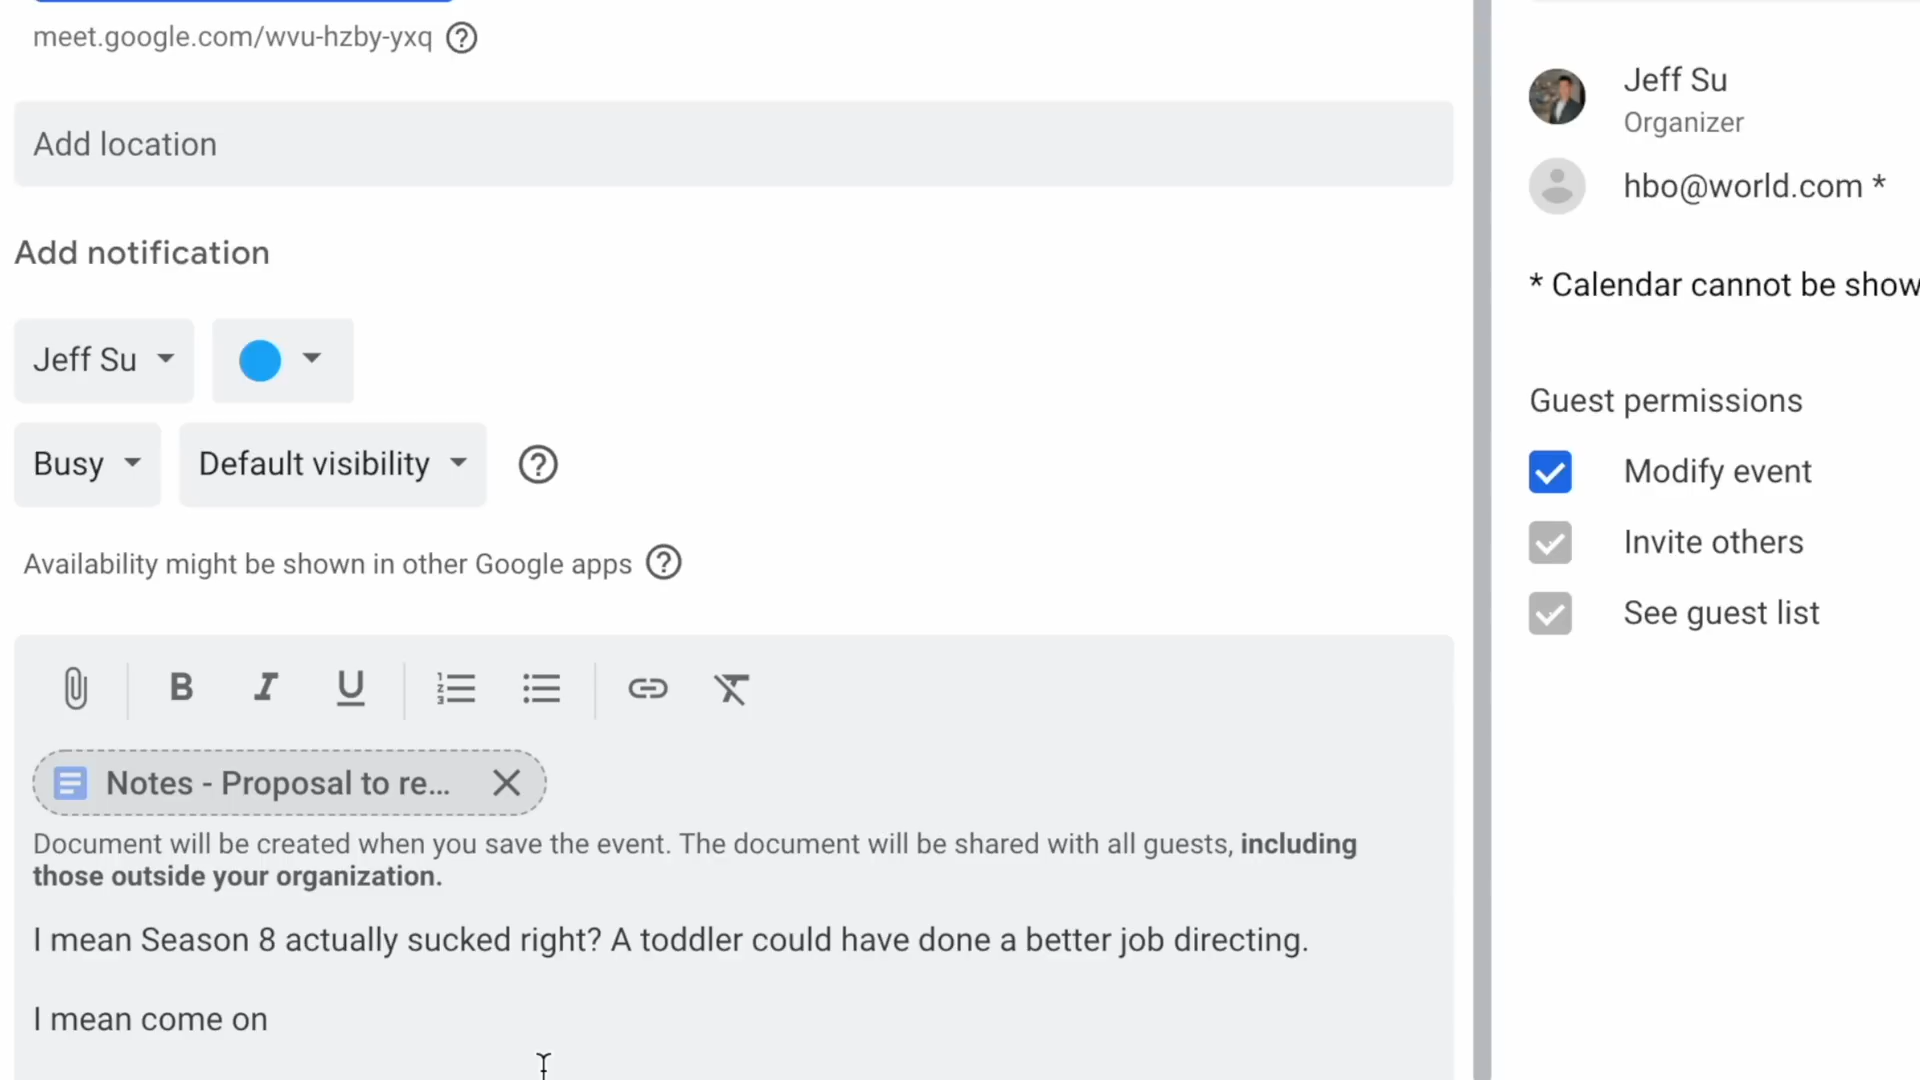 meet.google.com/wvu-hzby-yxq
Add location
Add notification
Jeff Su
Busy
Default visibility
Availability might be shown in other Google apps
B I U
Notes - Proposal to re...
Document will be created when you save the event. The document will be shared with all guests, including
those outside your organization.
I mean Season 8 actually sucked right? A toddler could have done a better job directing.
I mean come on
Jeff Su
Organizer
hbo@world.com *
* Calendar cannot be show
Guest permissions
Modify event
Invite others
See guest list